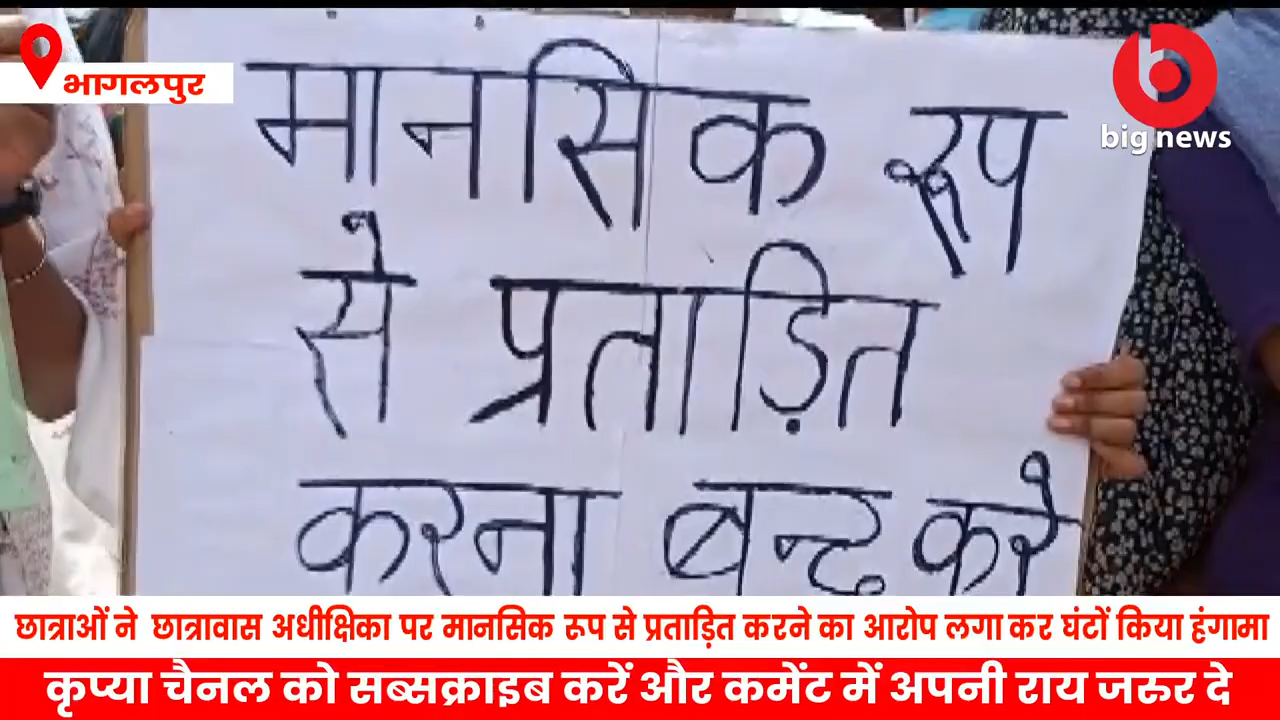 भागलपुर
big news
मानसिक रूप
से प्रताड़ित
करना बन्द करे
छात्राओं ने छात्रावास अधीक्षिका पर मानसिक रूप से प्रताड़ित करने का आरोप लगा कर घंटों किया हंगामा
कृप्या चैनल को सब्सक्राइब करें और कमेंट में अपनी राय जरुर दे